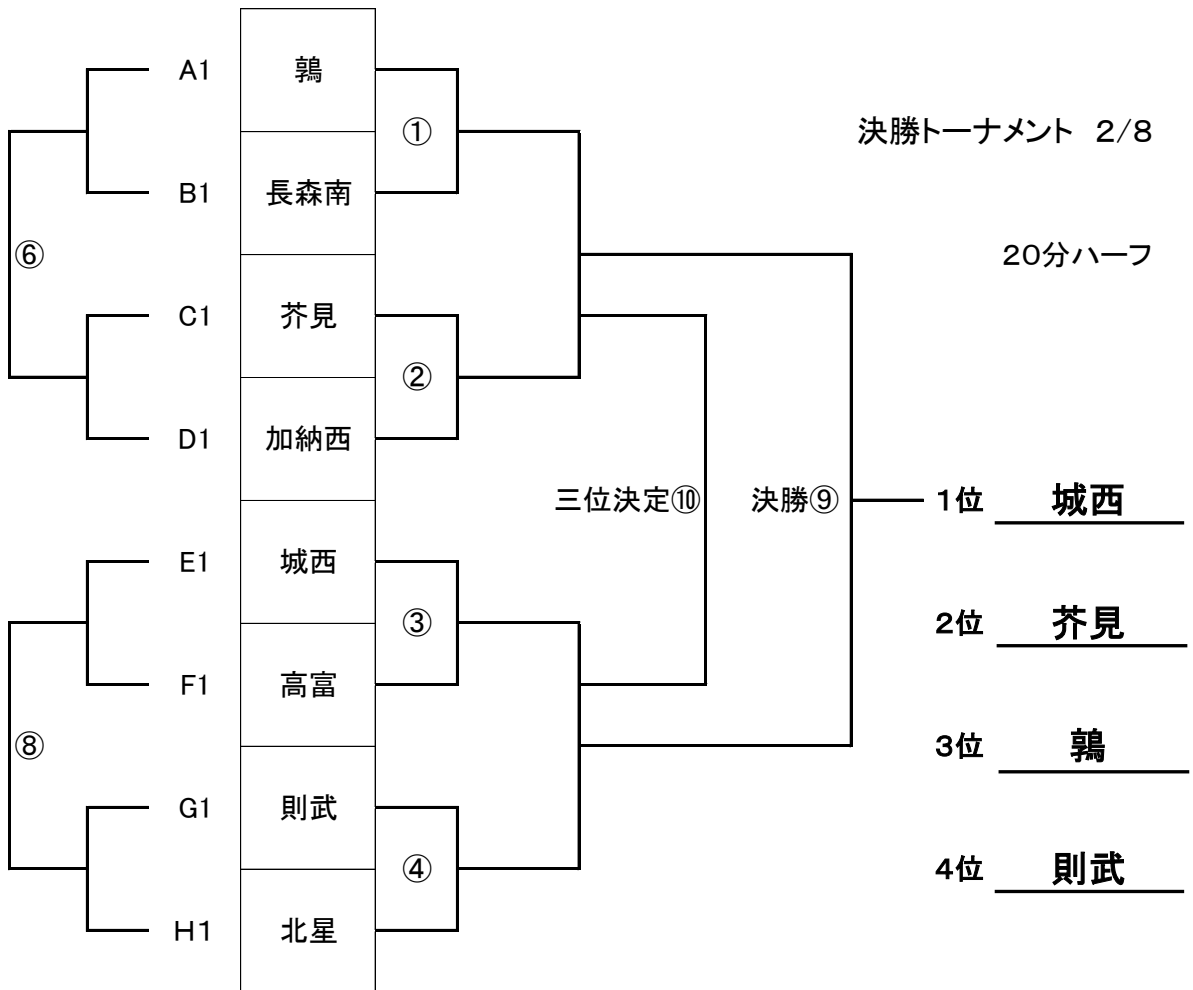 A1 鶉
① 決勝トーナメント 2/8
B1 長森南
⑥ 20分ハーフ
C1 芥見
②
D1 加納西
三位決定⑩ 決勝⑨ 1位 城西
E1 城西
③ 2位 芥見
F1 高富
⑧ 3位 鶉
G1 則武
④ 4位 則武
H1 北星